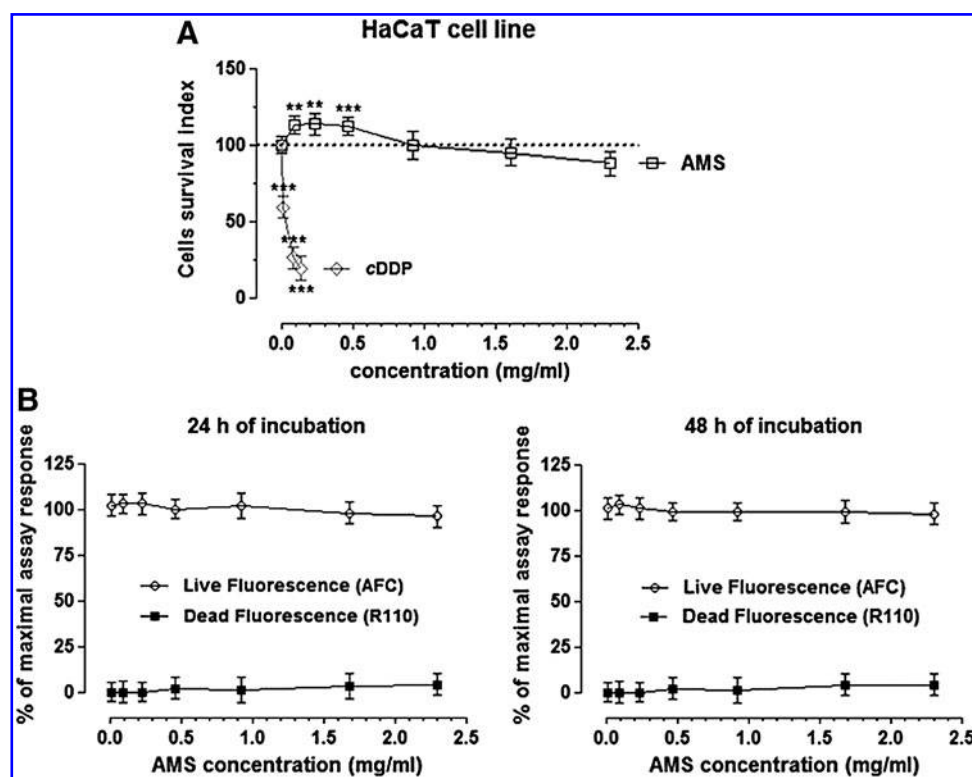 A
HaCaT cell line
Cells survival index
150
100
50
0
** ** ***
***
***
***
AMS
cDDP
0.0 0.5 1.0 1.5 2.0 2.5
concentration (mg/ml)
B
24 h of incubation
% of maximal assay response
125
100
75
50
25
0
Live Fluorescence (AFC)
Dead Fluorescence (R110)
0.0 0.5 1.0 1.5 2.0 2.5
AMS concentration (mg/ml)
48 h of incubation
% of maximal assay response
125
100
75
50
25
0
Live Fluorescence (AFC)
Dead Fluorescence (R110)
0.0 0.5 1.0 1.5 2.0 2.5
AMS concentration (mg/ml)